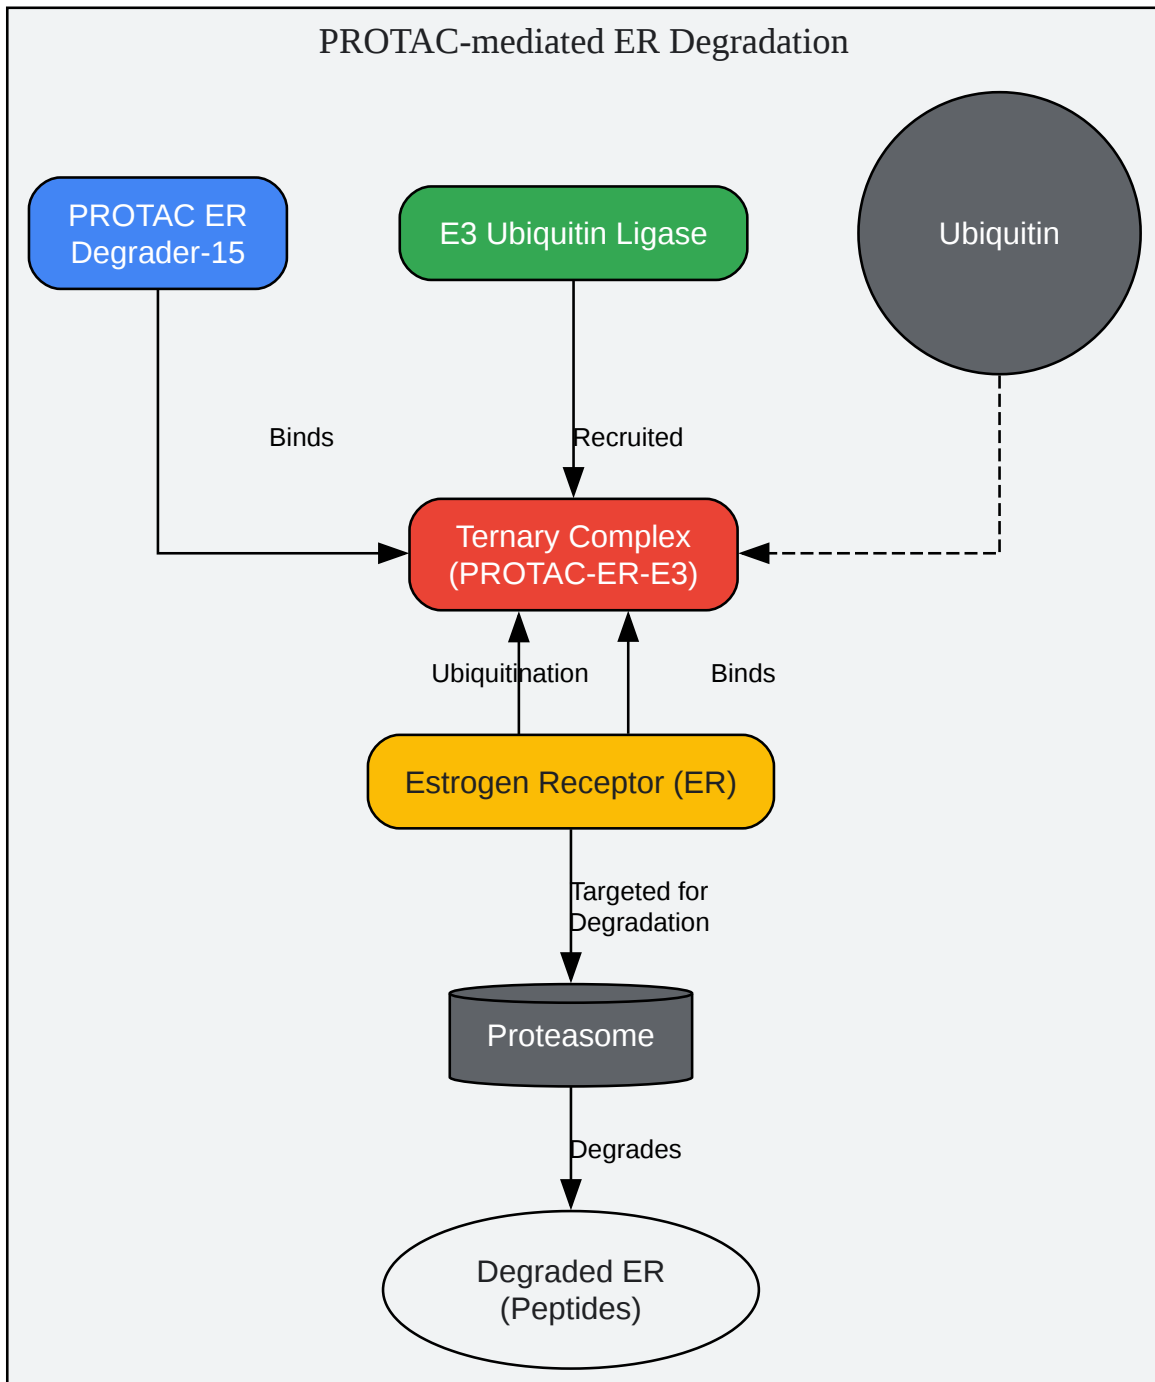 PROTAC-mediated ER Degradation
PROTAC ER
Degrader-15
E3 Ubiquitin Ligase
Ubiquitin
Binds
Recruited
Ternary Complex
(PROTAC-ER-E3)
Ubiquitination
Binds
Estrogen Receptor (ER)
Targeted for
Degradation
Proteasome
Degrades
Degraded ER
(Peptides)